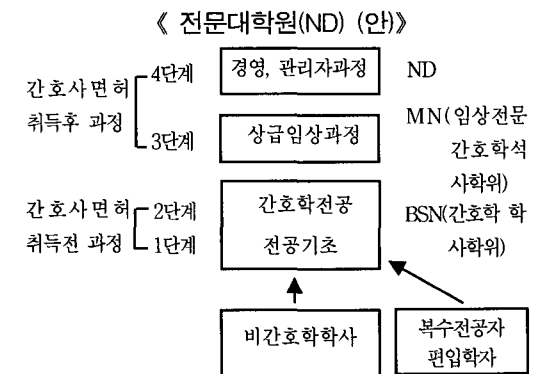 《 전문대학원(ND) (안)》
4단계 경영, 관리자과정 ND
간호사면허
취득후 과정
3단계 상급임상과정 MN(임상전문
간호학석
사학위)
간호사면허 2단계 간호학전공 BSN(간호학 학
취득전 과정 1단계 전공기초 사학위)
비간호학학사
복수전공자
편입학자